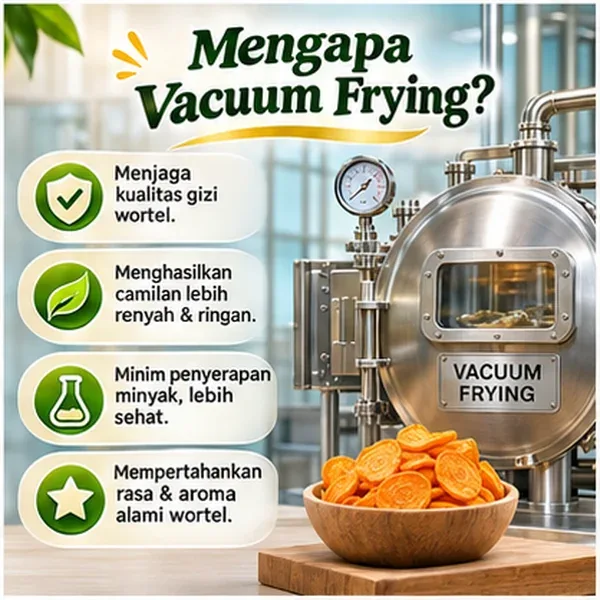 Mengapa
Vacuum Frying?
Menjaga
kualitas gizi
wortel.
Menghasilkan
camilan lebih
renyah & ringan.
Minim penyerapan
minyak, lebih
sehat.
Mempertahankan
rasa & aroma
alami wortel.
VACUUM
FRYING